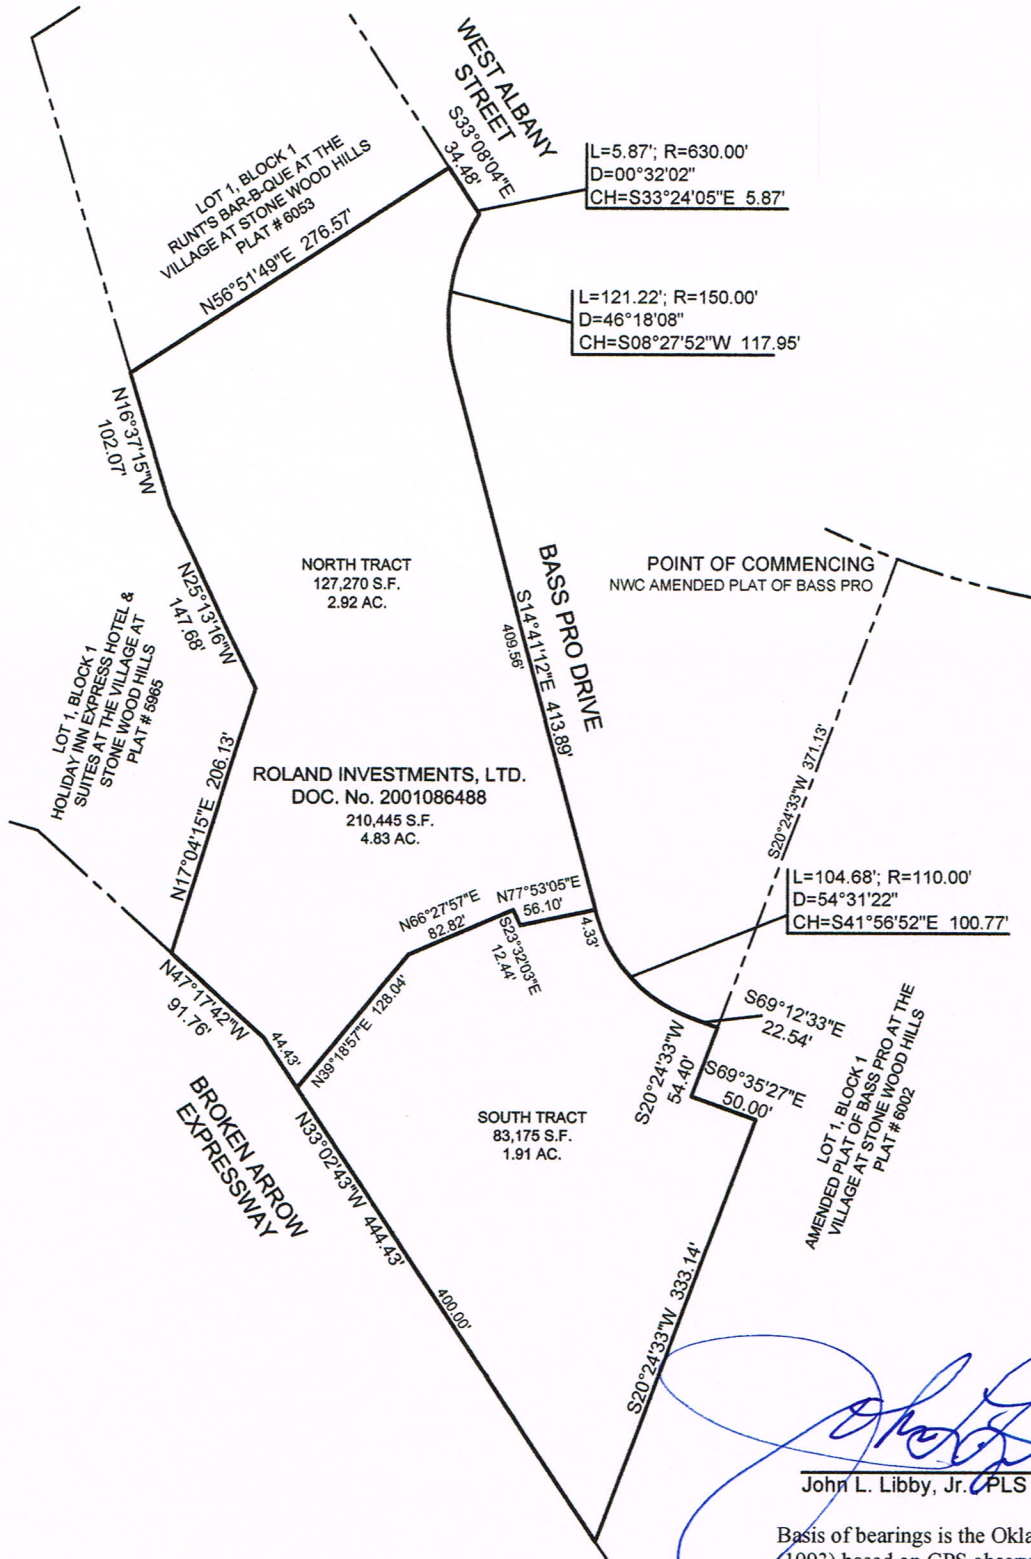 WEST ALBANY
STREET
S33°08'04"E
34.48'
L=5.87'; R=630.00'
D=00°32'02"
CH=S33°24'05"E 5.87'
LOT 1, BLOCK 1
RUNT'S BAR-B-QUE AT THE
VILLAGE AT STONE WOOD HILLS
PLAT # 6053
N56°51'49"E 276.57'
L=121.22'; R=150.00'
D=46°18'08"
CH=S08°27'52"W 117.95'
N16°37'15"W
102.07'
NORTH TRACT
127,270 S.F.
2.92 AC.
BASS PRO DRIVE
S14°41'12"E 413.89'
409.56'
POINT OF COMMENCING
NWC AMENDED PLAT OF BASS PRO
N25°13'16"W
147.68'
LOT 1, BLOCK 1
HOLIDAY INN EXPRESS HOTEL &
SUITES AT THE VILLAGE AT
STONE WOOD HILLS
PLAT # 5965
N17°04'15"E 206.13'
ROLAND INVESTMENTS, LTD.
DOC. No. 2001086488
210,445 S.F.
4.83 AC.
S20°24'33"W 371.13'
L=104.68'; R=110.00'
D=54°31'22"
CH=S41°56'52"E 100.77'
N66°27'57"E
82.82'
N77°53'05"E
56.10'
S23°32'03"E
12.44'
4.33'
N47°17'42"W
91.76'
44.43'
N39°18'57"E 128.04'
S69°12'33"E
22.54'
S20°24'33"W
54.40'
S69°35'27"E
50.00'
LOT 1, BLOCK 1
AMENDED PLAT OF BASS PRO AT THE
VILLAGE AT STONE WOOD HILLS
PLAT # 6002
BROKEN ARROW
EXPRESSWAY
SOUTH TRACT
83,175 S.F.
1.91 AC.
N33°02'43"W 444.43'
400.00'
S20°24'33"W 333.14'
John L. Libby, Jr. PLS
Basis of bearings is the Okla
(1993) based on GPS observ